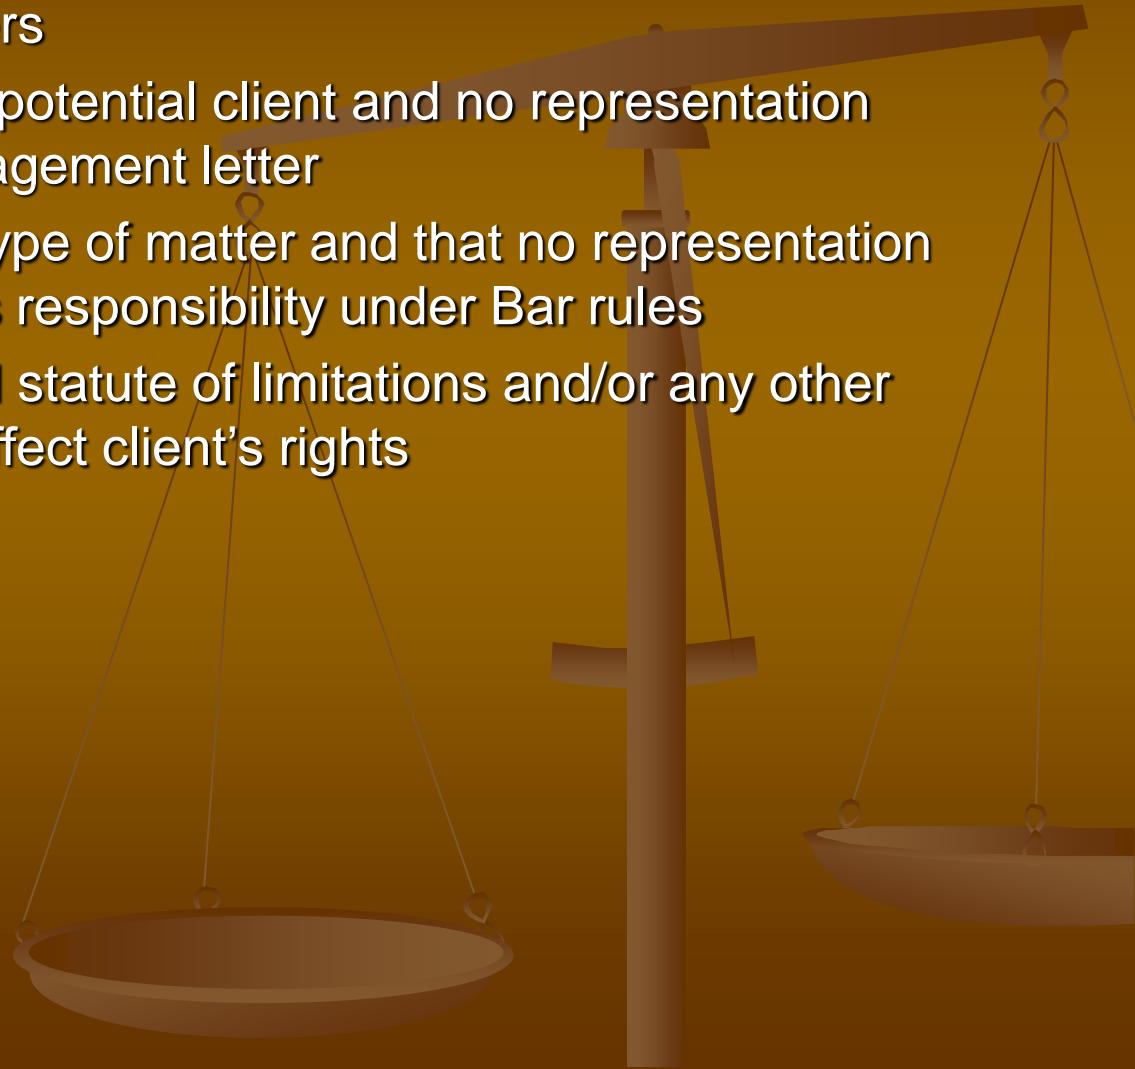 rs
potential client and no representation
agement letter
ype of matter and that no representation
s responsibility under Bar rules
statute of limitations and/or any other
ffect client's rights